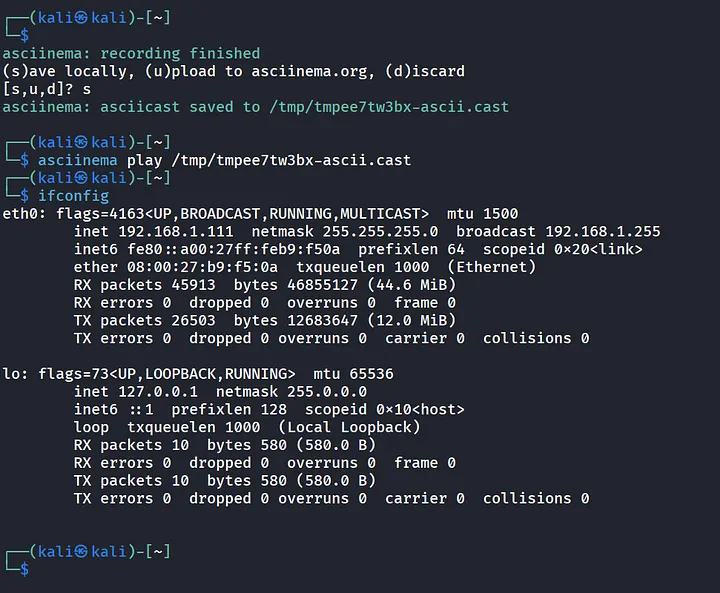 ┌──(kali㉿kali)-[~]
└─$
asciinema: recording finished
(s)ave locally, (u)pload to asciinema.org, (d)iscard
[s,u,d]? s
asciinema: asciicast saved to /tmp/tmpee7tw3bx-ascii.cast
┌──(kali㉿kali)-[~]
└─$ asciinema play /tmp/tmpee7tw3bx-ascii.cast
┌──(kali㉿kali)-[~]
└─$ ifconfig
eth0: flags=4163<UP,BROADCAST,RUNNING,MULTICAST>  mtu 1500
        inet 192.168.1.111  netmask 255.255.255.0  broadcast 192.168.1.255
        inet6 fe80::a00:27ff:feb9:f50a  prefixlen 64  scopeid 0×20<link>
        ether 08:00:27:b9:f5:0a  txqueuelen 1000  (Ethernet)
        RX packets 45913  bytes 46855127 (44.6 MiB)
        RX errors 0  dropped 0  overruns 0  frame 0
        TX packets 26503  bytes 12683647 (12.0 MiB)
        TX errors 0  dropped 0 overruns 0  carrier 0  collisions 0
lo: flags=73<UP,LOOPBACK,RUNNING>  mtu 65536
        inet 127.0.0.1  netmask 255.0.0.0
        inet6 ::1  prefixlen 128  scopeid 0×10<host>
        loop  txqueuelen 1000  (Local Loopback)
        RX packets 10  bytes 580 (580.0 B)
        RX errors 0  dropped 0  overruns 0  frame 0
        TX packets 10  bytes 580 (580.0 B)
        TX errors 0  dropped 0 overruns 0  carrier 0  collisions 0
┌──(kali㉿kali)-[~]
└─$